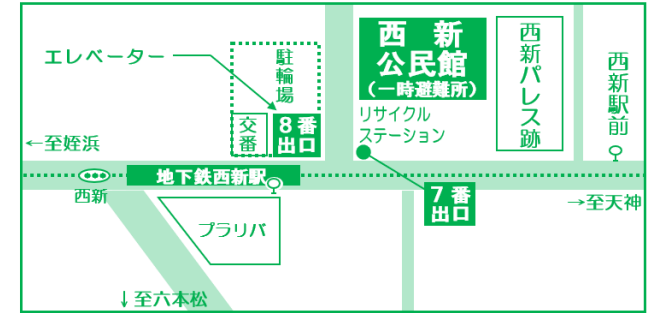 エレベーター
駐輪場
西新
公民館
(一時避難所)
西新パレス跡
西新駅前
交番
8番
出口
リサイクル
ステーション
←至姪浜
地下鉄西新駅
西新
7番
出口
→至天神
プラリバ
↓至六本松